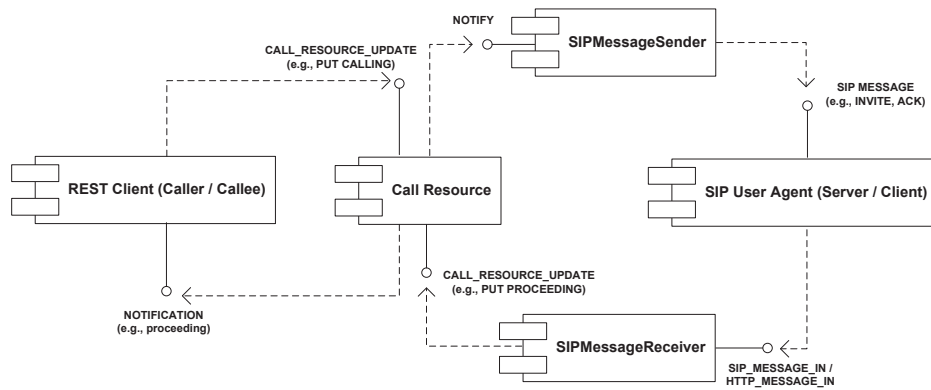 NOTIFY
SIPMessageSender
CALL_RESOURCE_UPDATE
(e.g., PUT CALLING)
SIP MESSAGE
(e.g., INVITE, ACK)
REST Client (Caller / Callee)
Call Resource
SIP User Agent (Server / Client)
CALL_RESOURCE_UPDATE
(e.g., PUT PROCEEDING)
NOTIFICATION
(e.g., proceeding)
SIPMessageReceiver
SIP_MESSAGE_IN /
HTTP_MESSAGE_IN